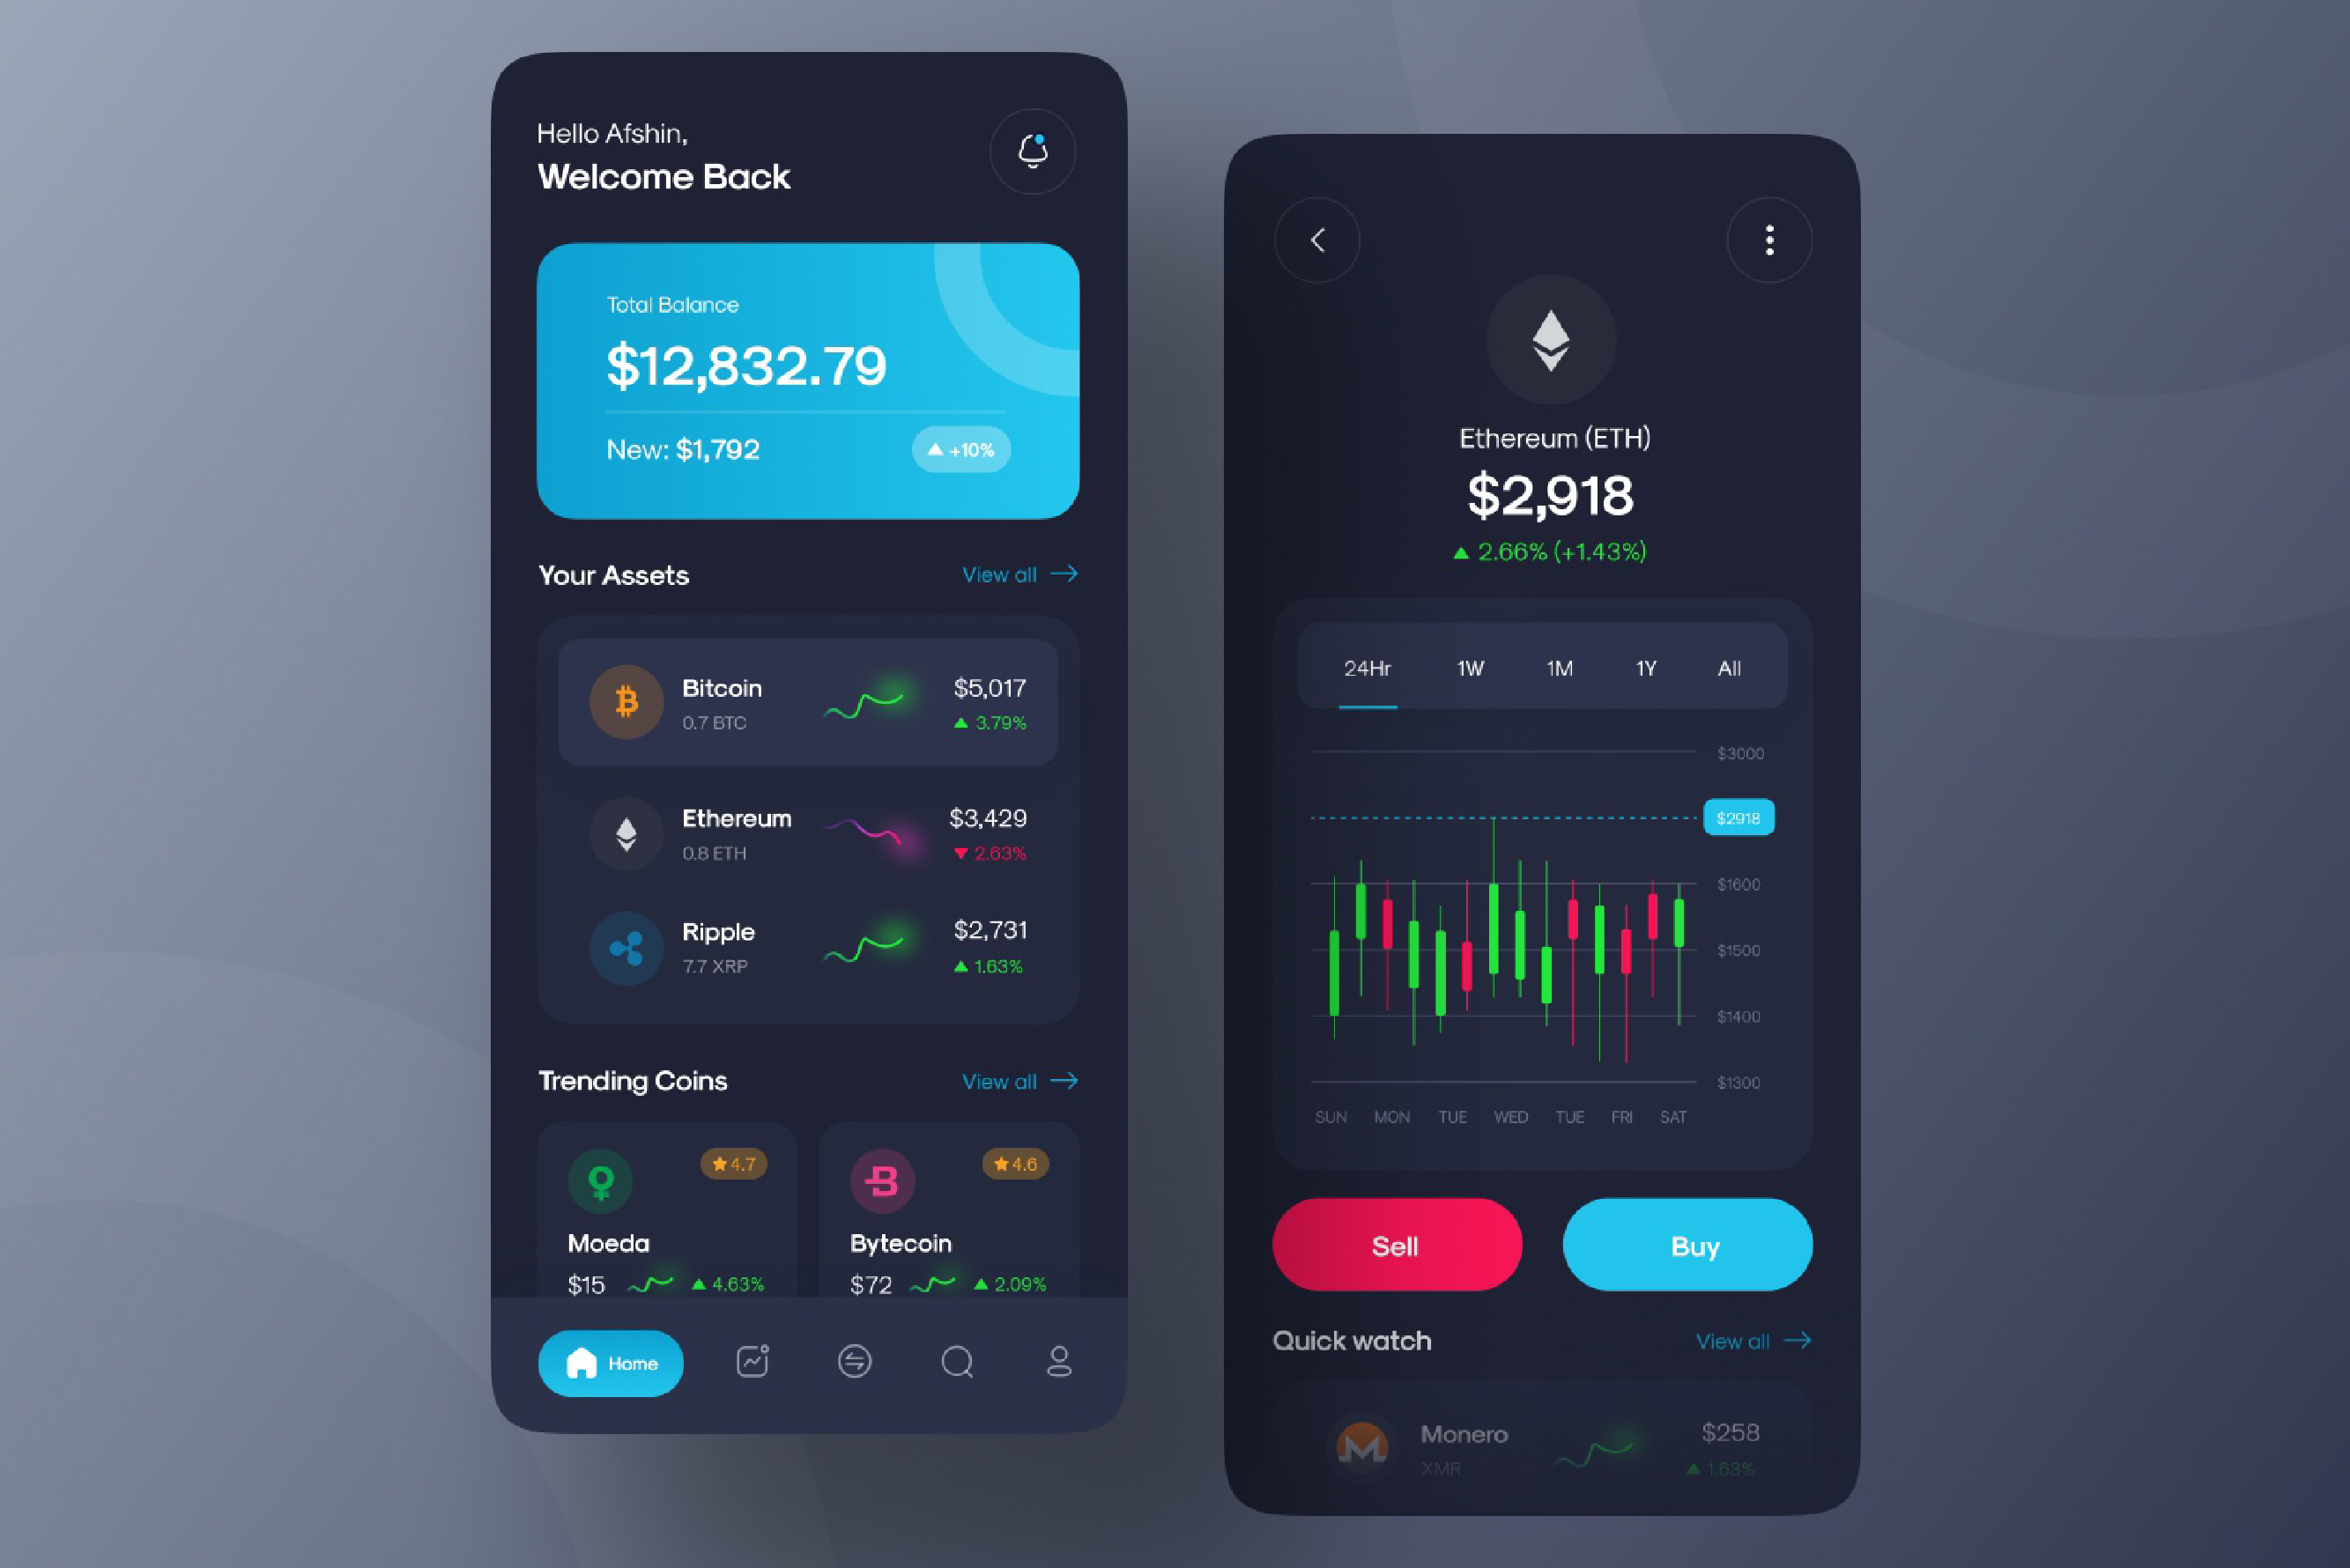 Hello Afshin,
Welcome Back
Total Balance
$12,832.79
New: $1,792
+10%
Your Assets
View all
Bitcoin
$5,017
0.7 BTC
3.79%
Ethereum
$3,429
0.8 ETH
2.63%
Ripple
$2,731
7.7 XRP
1.63%
Trending Coins
View all
4.7
Moeda
$15
4.63%
4.6
Bytecoin
$72
2.09%
Home
Ethereum (ETH)
$2,918
2.66% (+1.43%)
24Hr 1W 1M 1Y All
$3000
$2918
$1600
$1500
$1400
$1300
SUN MON TUE WED TUE FRI SAT
Sell
Buy
Quick watch
View all
Monero
$258
XMR
1.63%